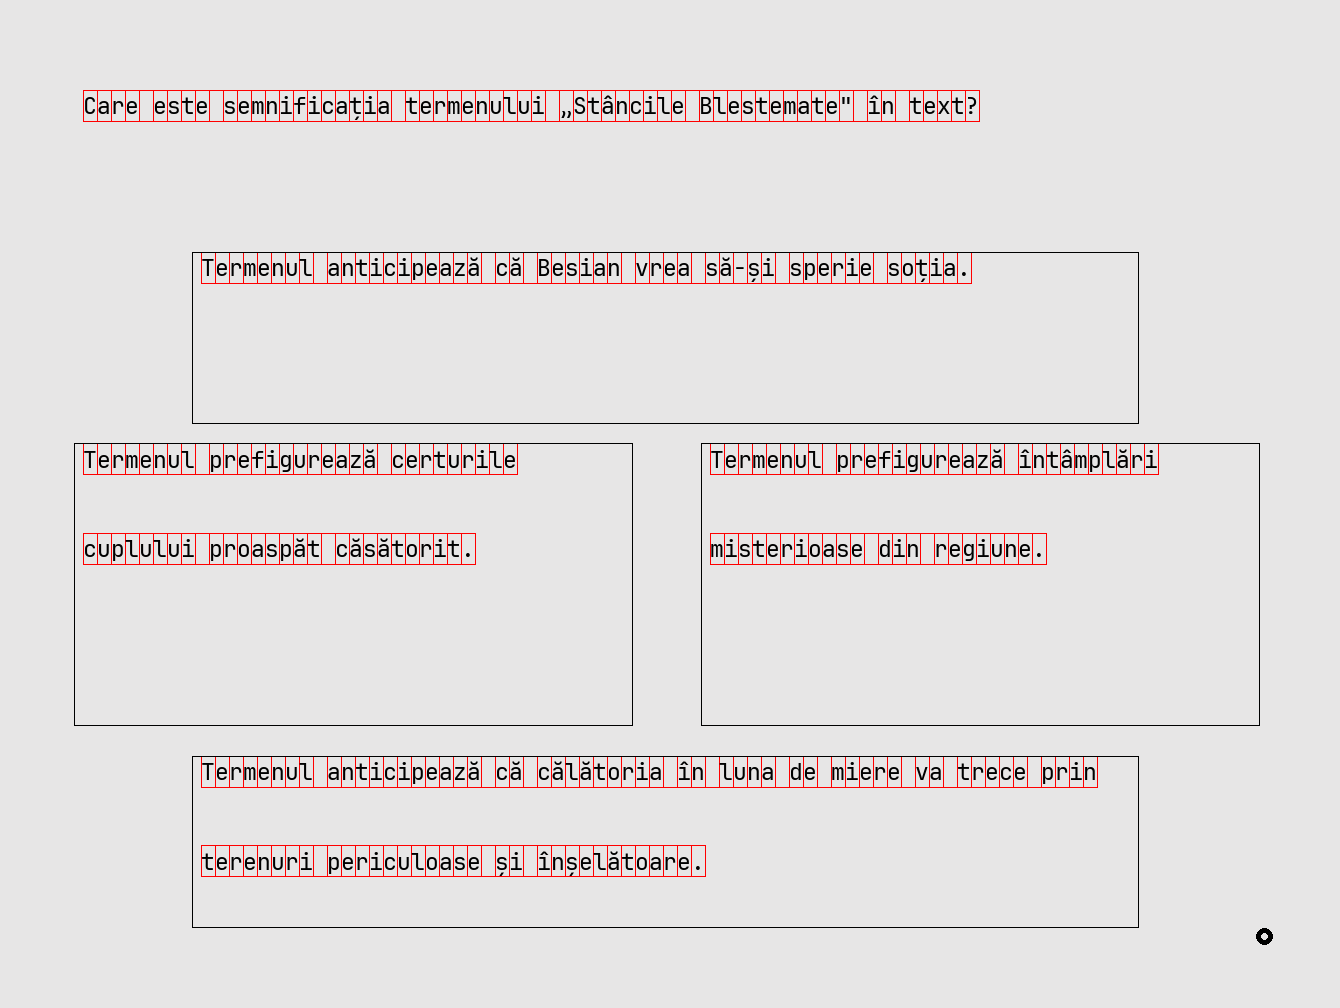 Care este semnificația termenului „Stâncile Blestemate" în text?
Termenul anticipează că Besian vrea să-și sperie soția.
Termenul prefigurează certurile
cuplului proaspăt căsătorit.
Termenul prefigurează întâmplări
misterioase din regiune.
Termenul anticipează că călătoria în luna de miere va trece prin
terenuri periculoase și înșelătoare.